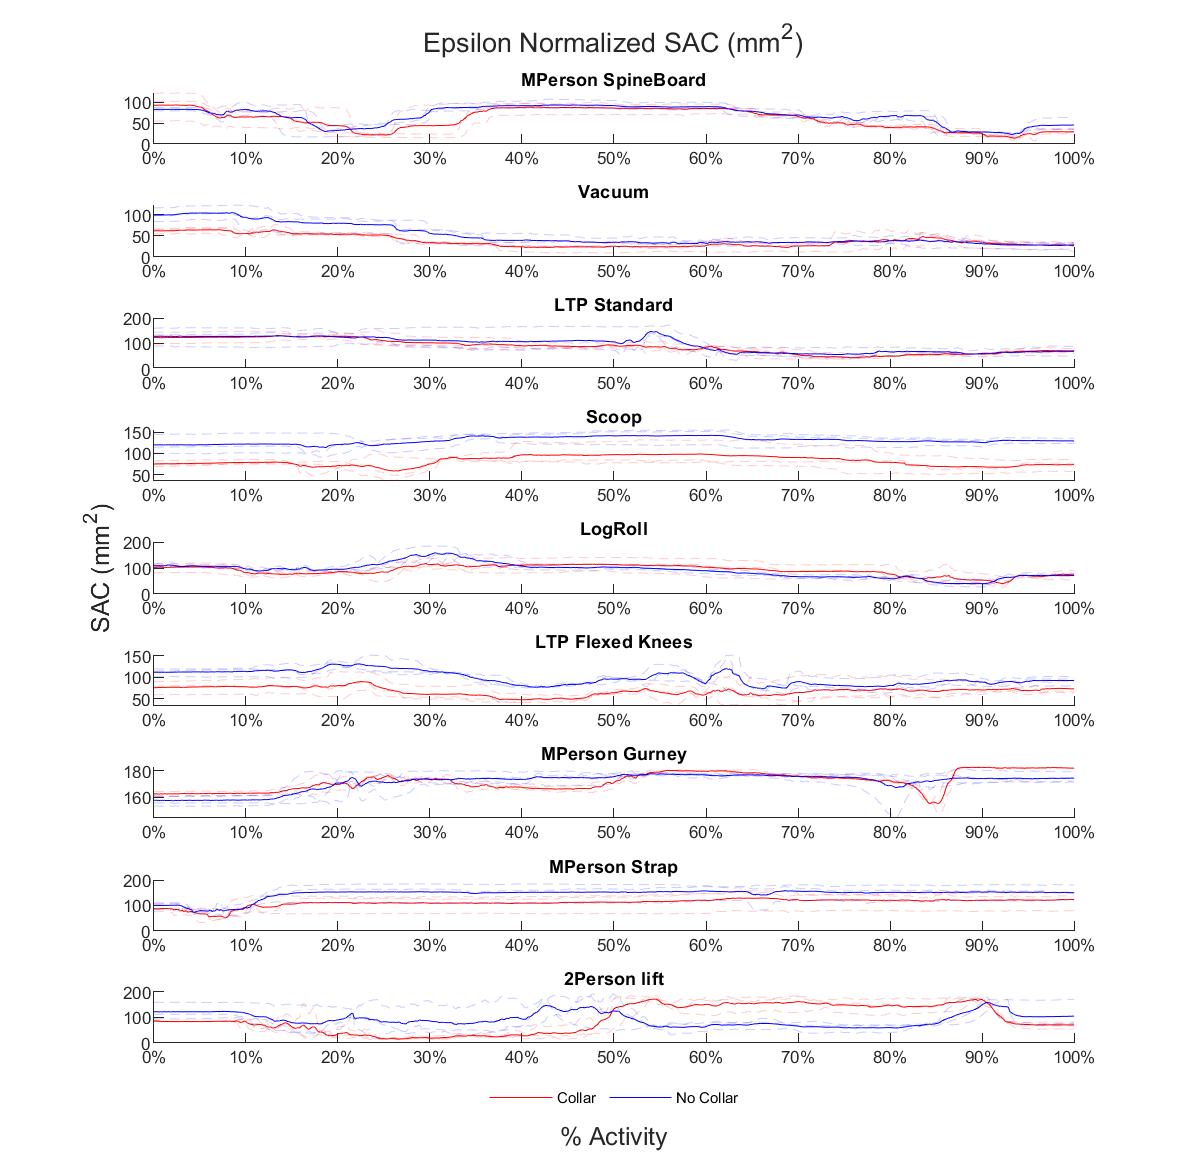 Epsilon Normalized SAC (mm²)
MPerson SpineBoard
100
50
0
0% 10% 20% 30% 40% 50% 60% 70% 80% 90% 100%
Vacuum
100
50
0
0% 10% 20% 30% 40% 50% 60% 70% 80% 90% 100%
LTP Standard
200
100
0
0% 10% 20% 30% 40% 50% 60% 70% 80% 90% 100%
Scoop
150
100
50
0% 10% 20% 30% 40% 50% 60% 70% 80% 90% 100%
SAC (mm²)
LogRoll
200
100
0
0% 10% 20% 30% 40% 50% 60% 70% 80% 90% 100%
LTP Flexed Knees
150
100
50
0% 10% 20% 30% 40% 50% 60% 70% 80% 90% 100%
MPerson Gurney
180
160
0% 10% 20% 30% 40% 50% 60% 70% 80% 90% 100%
MPerson Strap
200
100
0
0% 10% 20% 30% 40% 50% 60% 70% 80% 90% 100%
2Person lift
200
100
0
0% 10% 20% 30% 40% 50% 60% 70% 80% 90% 100%
Collar No Collar
% Activity